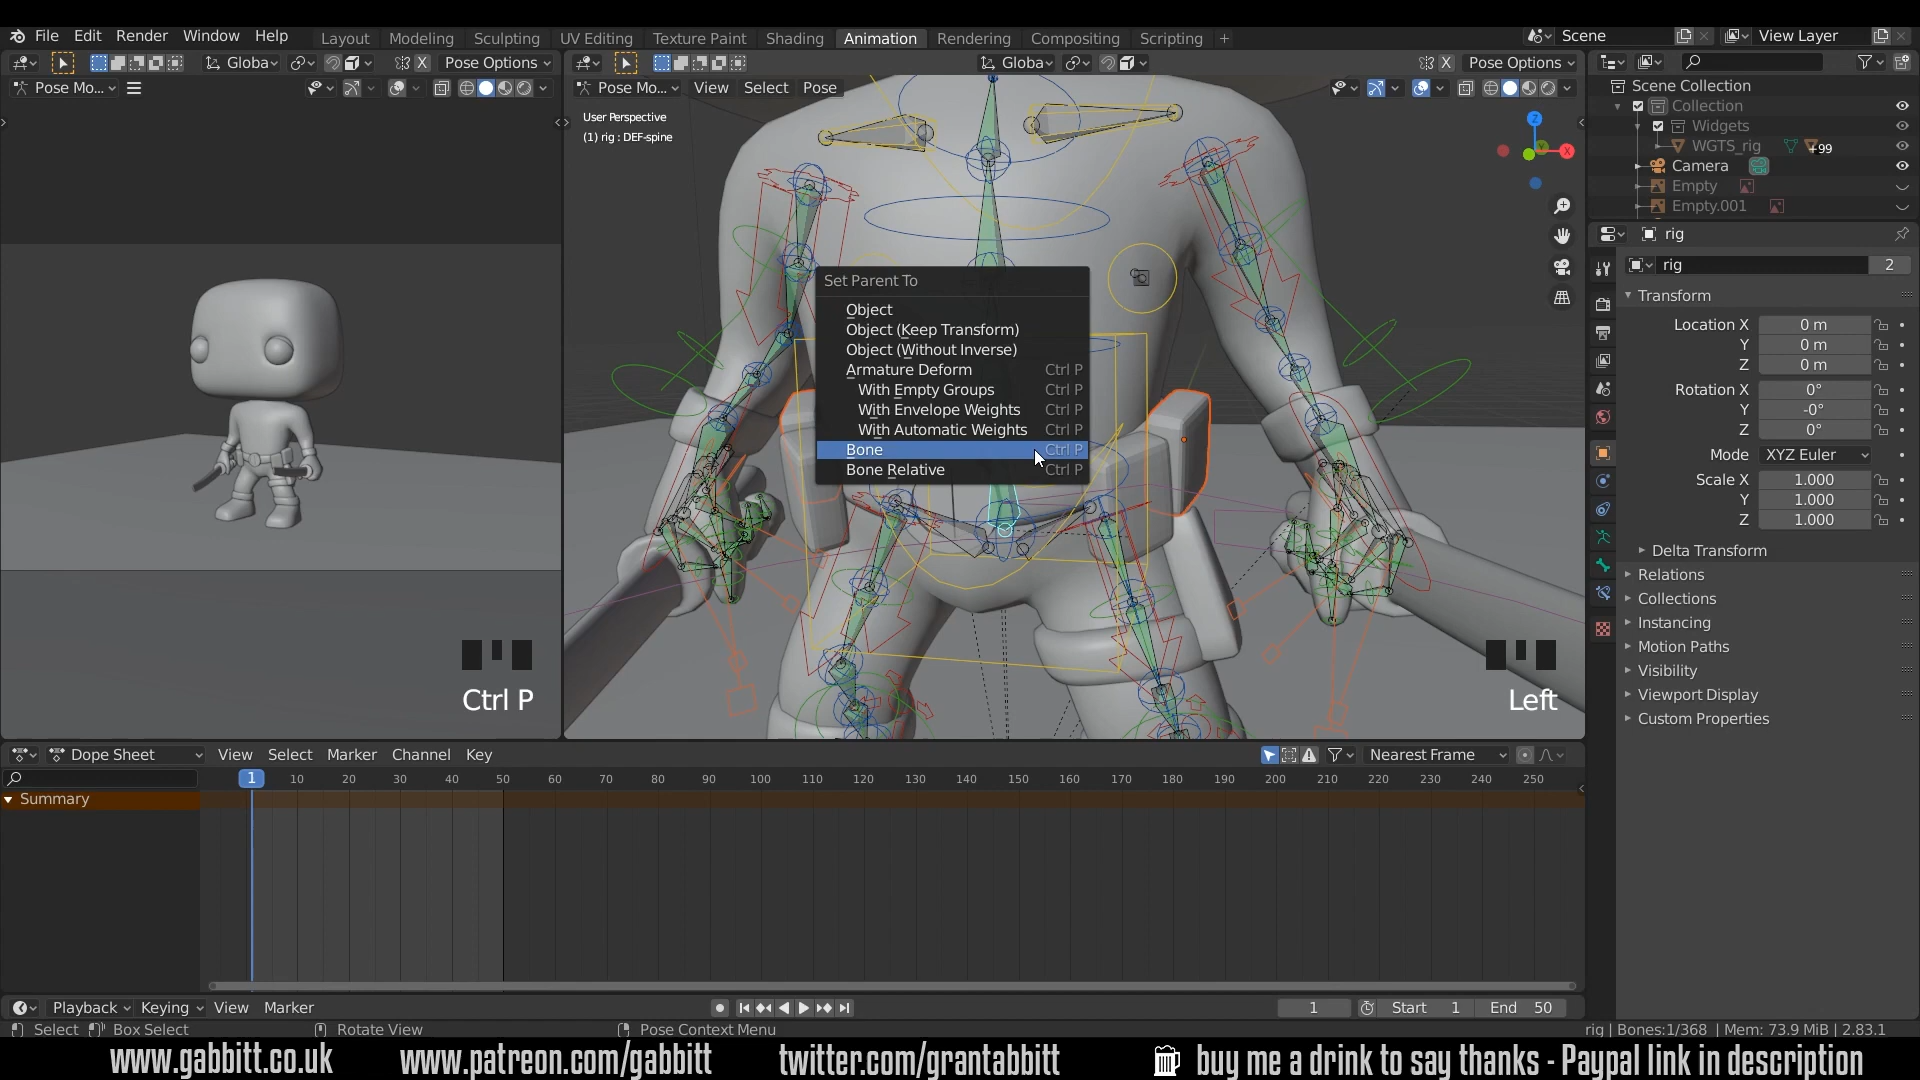 File Edit Render Window Help Layout Modeling Sculpting UV Editing Texture Paint Shading Animation Rendering Compositing Scripting + Scene View Layer
Globa X Pose Options Globa X Pose Options
Pose Mo... Pose Mo... View Select Pose
User Perspective
(1) rig : DEF-spine
Scene Collection
Collection
Widgets
WGTS_rig +99
Camera
Empty
Empty.001
rig
rig 2
Transform
Location X 0 m
Y 0 m
Z 0 m
Rotation X 0°
Y -0°
Z 0°
Mode XYZ Euler
Scale X 1.000
Y 1.000
Z 1.000
Delta Transform
Relations
Collections
Instancing
Motion Paths
Visibility
Viewport Display
Custom Properties
Set Parent To
Object
Object (Keep Transform)
Object (Without Inverse)
Armature Deform Ctrl P
With Empty Groups Ctrl P
With Envelope Weights Ctrl P
With Automatic Weights Ctrl P
Bone Ctrl P
Bone Relative Ctrl P
Ctrl P
Left
Dope Sheet View Select Marker Channel Key Nearest Frame
1 10 20 30 40 50 60 70 80 90 100 110 120 130 140 150 160 170 180 190 200 210 220 230 240 250
Summary
Playback Keying View Marker 1 Start 1 End 50
Select Box Select Rotate View Pose Context Menu rig | Bones:1/368 | Mem: 73.9 MiB | 2.83.1
www.gabbitt.co.uk www.patreon.com/gabbitt twitter.com/grantabbitt buy me a drink to say thanks - Paypal link in description